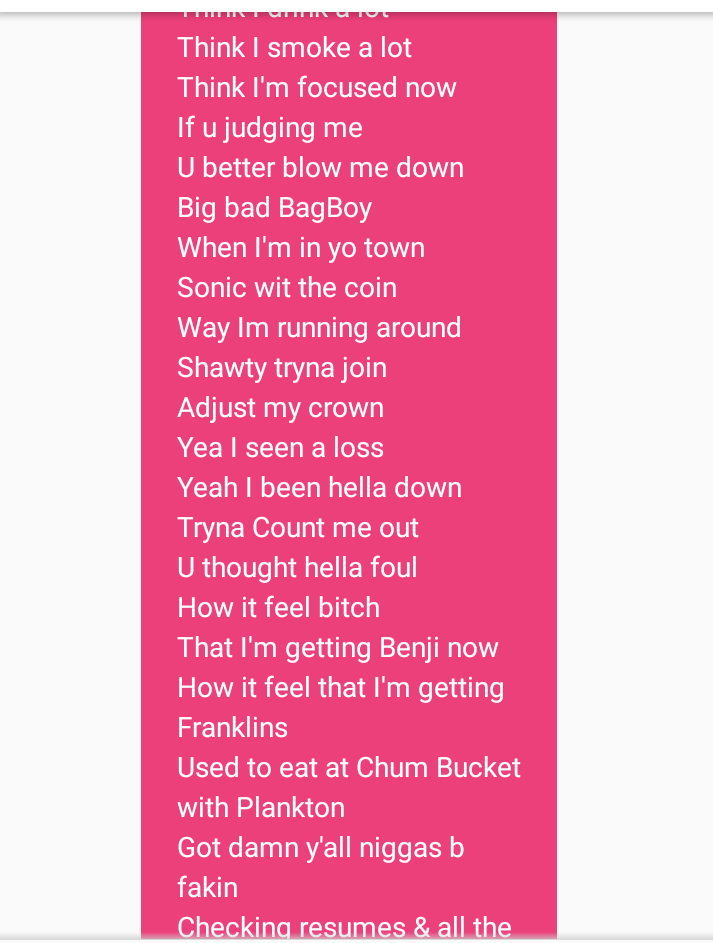 Think I drink a lot
Think I smoke a lot
Think I'm focused now
If u judging me
U better blow me down
Big bad BagBoy
When I'm in yo town
Sonic wit the coin
Way Im running around
Shawty tryna join
Adjust my crown
Yea I seen a loss
Yeah I been hella down
Tryna Count me out
U thought hella foul
How it feel bitch
That I'm getting Benji now
How it feel that I'm getting
Franklins
Used to eat at Chum Bucket
with Plankton
Got damn y'all niggas b
fakin
Checking resumes & all the